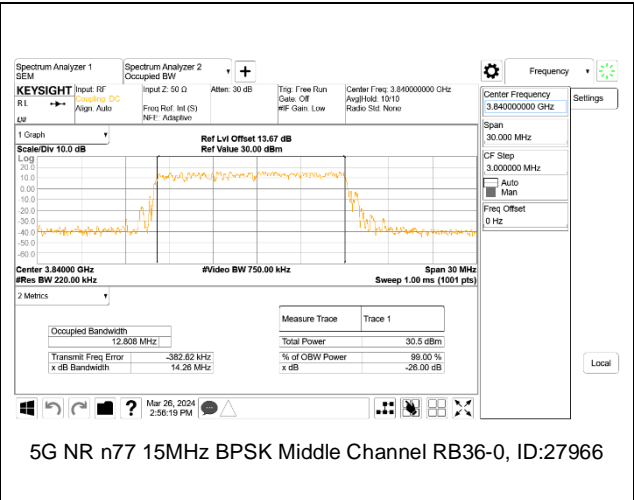 Spectrum Analyzer 1
SEM
Spectrum Analyzer 2
Occupied BW
Frequency
KEYSIGHT
R L
Input: RF
Coupling: DC
Align: Auto
Input Z: 50 Ω
Freq Ref: Int (S)
NFE: Adaptive
Atten: 30 dB
Trig: Free Run
Gate: Off
#IF Gain: Low
Center Freq: 3.840000000 GHz
Avg|Hold: 10/10
Radio Std: None
Center Frequency
3.840000000 GHz
Settings
Span
30.000 MHz
CF Step
3.000000 MHz
Auto
Man
Freq Offset
0 Hz
Local
1 Graph
Scale/Div 10.0 dB
Ref Lvl Offset 13.67 dB
Ref Value 30.00 dBm
Log
20.0
10.0
0.00
-10.0
-20.0
-30.0
-40.0
-50.0
-60.0
Center 3.84000 GHz
#Res BW 220.00 kHz
#Video BW 750.00 kHz
Span 30 MHz
Sweep 1.00 ms (1001 pts)
2 Metrics
Occupied Bandwidth
12.808 MHz
Transmit Freq Error -382.62 kHz
x dB Bandwidth 14.26 MHz
Measure Trace Trace 1
Total Power 30.5 dBm
% of OBW Power 99.00 %
x dB -26.00 dB
Mar 26, 2024
2:56:19 PM
5G NR n77 15MHz BPSK Middle Channel RB36-0, ID:27966